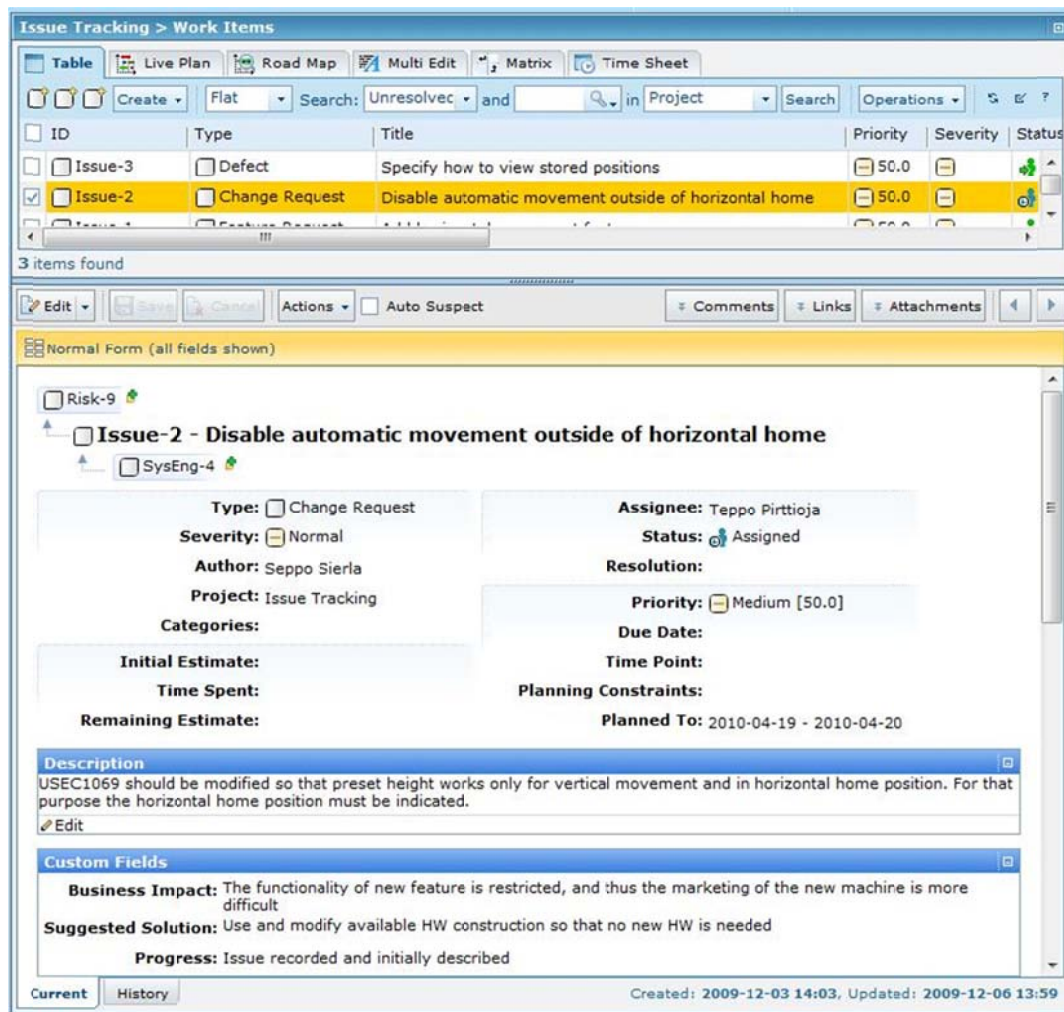 Issue Tracking > Work Items
Table Live Plan Road Map Multi Edit Matrix Time Sheet
Create Flat Search: Unresolvec and in Project Search Operations ?
ID Type Title Priority Severity Status
Issue-3 Defect Specify how to view stored positions 50.0
Issue-2 Change Request Disable automatic movement outside of horizontal home 50.0
3 items found
Edit Save Cancel Actions Auto Suspect Comments Links Attachments
Normal Form (all fields shown)
Risk-9
Issue-2 - Disable automatic movement outside of horizontal home
SysEng-4
Type: Change Request Assignee: Teppo Pirttioja
Severity: Normal Status: Assigned
Author: Seppo Sierla Resolution:
Project: Issue Tracking Priority: Medium [50.0]
Categories: Due Date:
Initial Estimate: Time Point:
Time Spent: Planning Constraints:
Remaining Estimate: Planned To: 2010-04-19 - 2010-04-20
Description
USEC1069 should be modified so that preset height works only for vertical movement and in horizontal home position. For that
purpose the horizontal home position must be indicated.
Edit
Custom Fields
Business Impact: The functionality of new feature is restricted, and thus the marketing of the new machine is more
difficult
Suggested Solution: Use and modify available HW construction so that no new HW is needed
Progress: Issue recorded and initially described
Current History Created: 2009-12-03 14:03, Updated: 2009-12-06 13:59